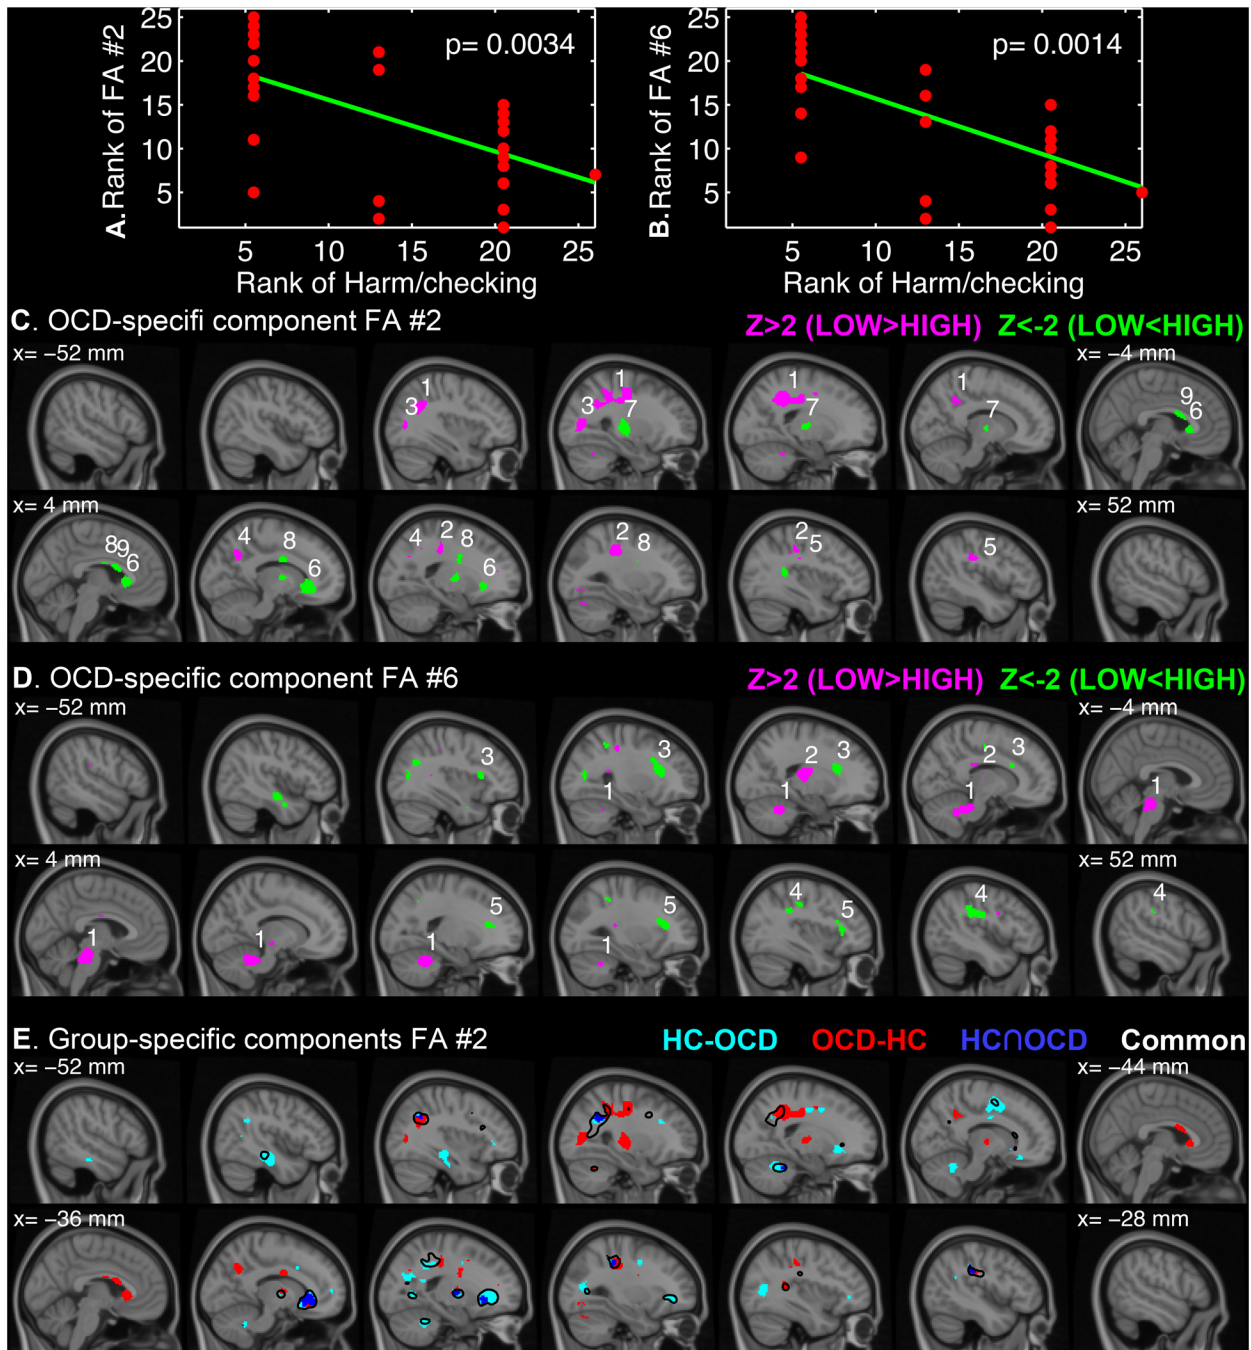 25
20
15
10
5
A. Rank of FA #2
p= 0.0034
5 10 15 20 25
Rank of Harm/checking
25
20
15
10
5
B. Rank of FA #6
p= 0.0014
5 10 15 20 25
Rank of Harm/checking
C. OCD-specifi component FA #2 Z>2 (LOW>HIGH) Z<-2 (LOW<HIGH)
x= −52 mm x= −4 mm
1 3 1 3 7 1 7 1 7 9 6
x= 4 mm x= 52 mm
8 9 6 4 8 6 4 2 8 6 2 8 2 5 5
D. OCD-specific component FA #6 Z>2 (LOW>HIGH) Z<-2 (LOW<HIGH)
x= −52 mm x= −4 mm
3 3 1 2 3 1 2 3 1 1
x= 4 mm x= 52 mm
1 1 5 1 5 1 4 5 4 4
E. Group-specific components FA #2 HC-OCD OCD-HC HC∩OCD Common
x= −52 mm x= −44 mm
x= −36 mm x= −28 mm